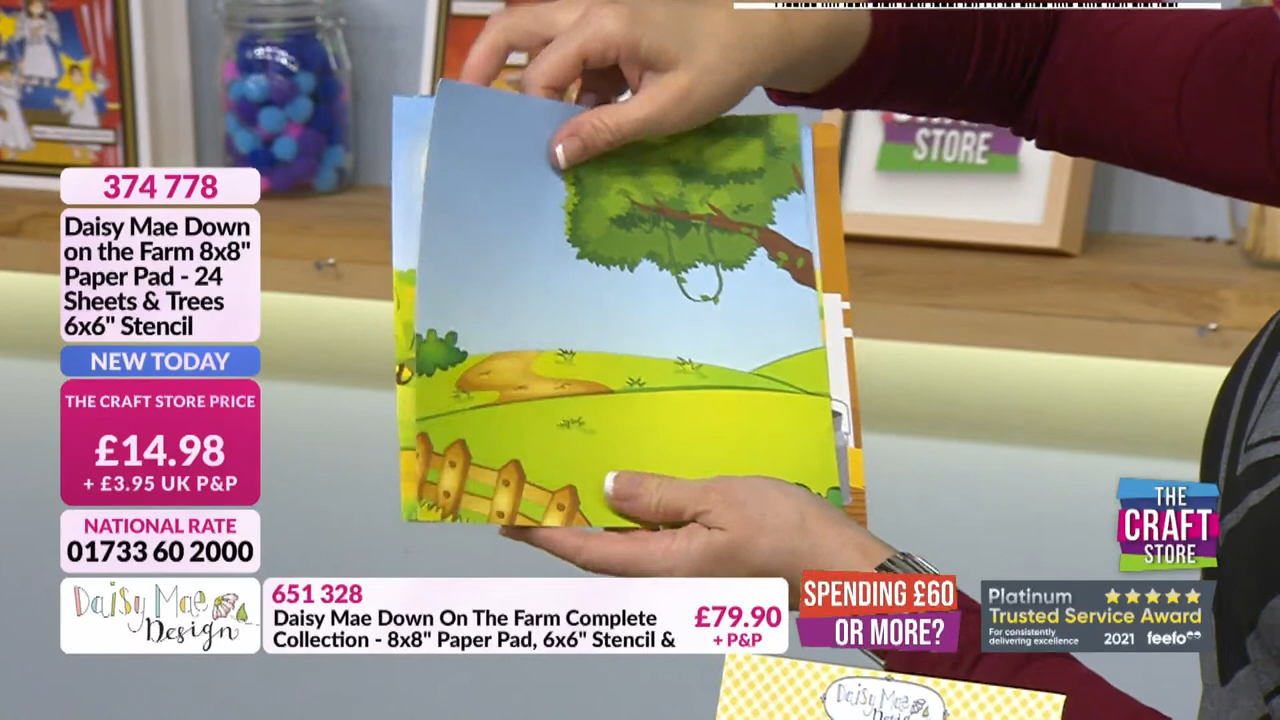 STORE
374 778
Daisy Mae Down
on the Farm 8x8"
Paper Pad - 24
Sheets & Trees
6x6" Stencil
NEW TODAY
THE CRAFT STORE PRICE
£14.98
+ £3.95 UK P&P
NATIONAL RATE
01733 60 2000
Daisy Mae
Design
651 328
Daisy Mae Down On The Farm Complete
Collection - 8x8" Paper Pad, 6x6" Stencil &
£79.90
+ P&P
SPENDING £60
OR MORE?
THE
CRAFT
STORE
Platinum
Trusted Service Award
For consistently
delivering excellence
2021 feefo
Daisy Mae
Design